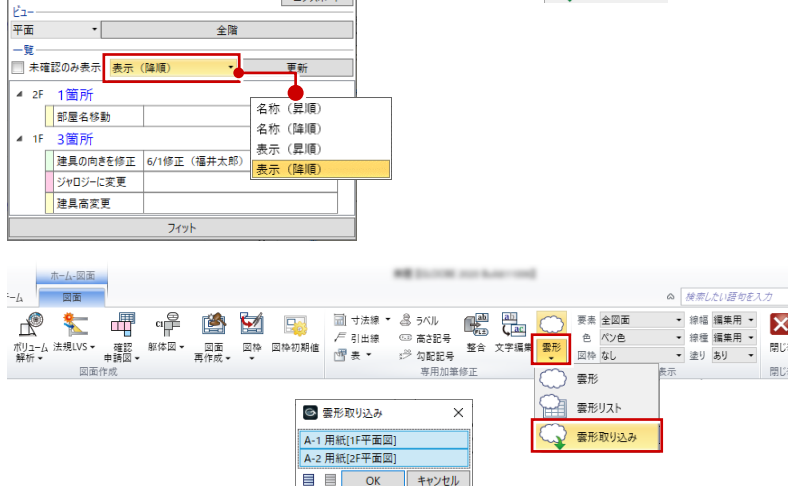 ビュー
平面
全階
一覧
未確認のみ表示
表示（降順）
更新
2F 1箇所
部屋名移動
1F 3箇所
建具の向きを修正 6/1修正（福井太郎）
ジャロジーに変更
建具高変更
フィット
名称（昇順）
名称（降順）
表示（昇順）
表示（降順）
ホーム-図面
図面
検索したい語句を入力
ボリューム解析
法規LVS
確認申請図
躯体図
図面再作成
図枠
図枠初期値
図面作成
寸法線
引出線
表
ラベル
高さ記号
勾配記号
整合
文字編集
専用加筆修正
雲形
要素 全図面
色 ペン色
図枠 なし
線幅 編集用
線種 編集用
塗り あり
表示
雲形
雲形リスト
雲形取り込み
雲形取り込み
A-1 用紙[1F平面図]
A-2 用紙[2F平面図]
OK
キャンセル